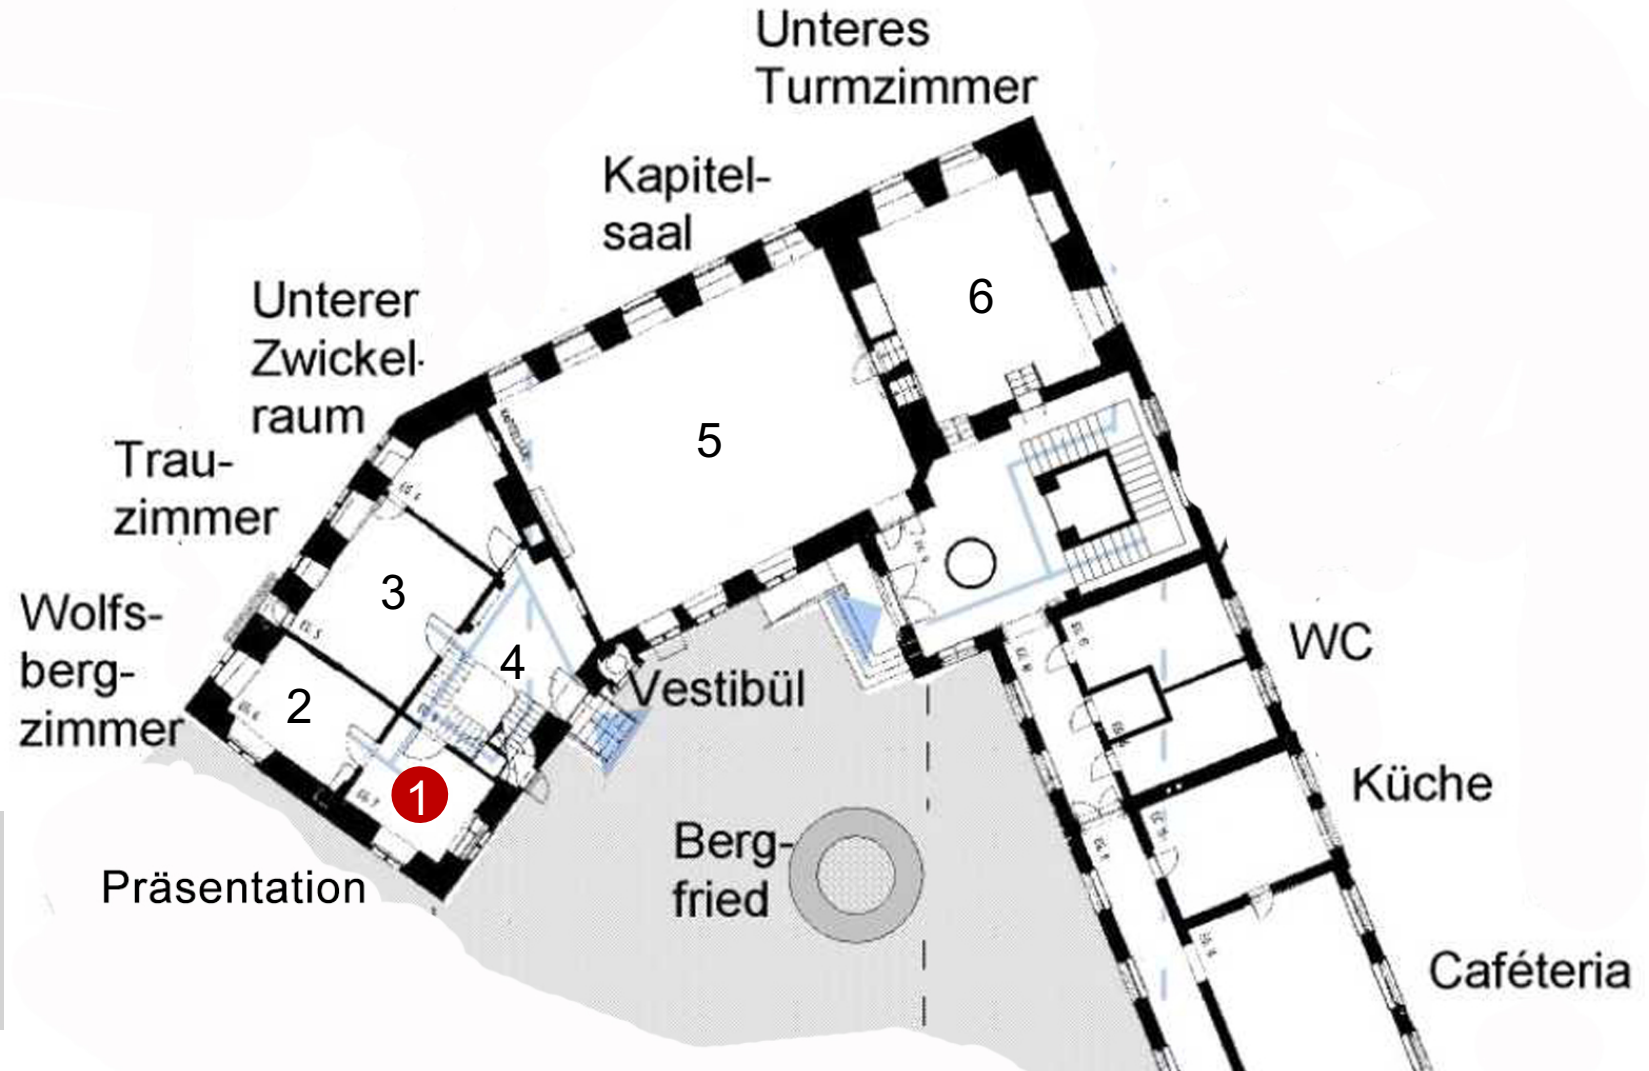 Unteres
Turmzimmer
Kapitel-
saal
6
Unterer
Zwickel-
raum
5
Trau-
zimmer
3
Wolfs-
berg-
zimmer
4
2
Vestibül
WC
1
Küche
Präsentation
Berg-
fried
Caféteria